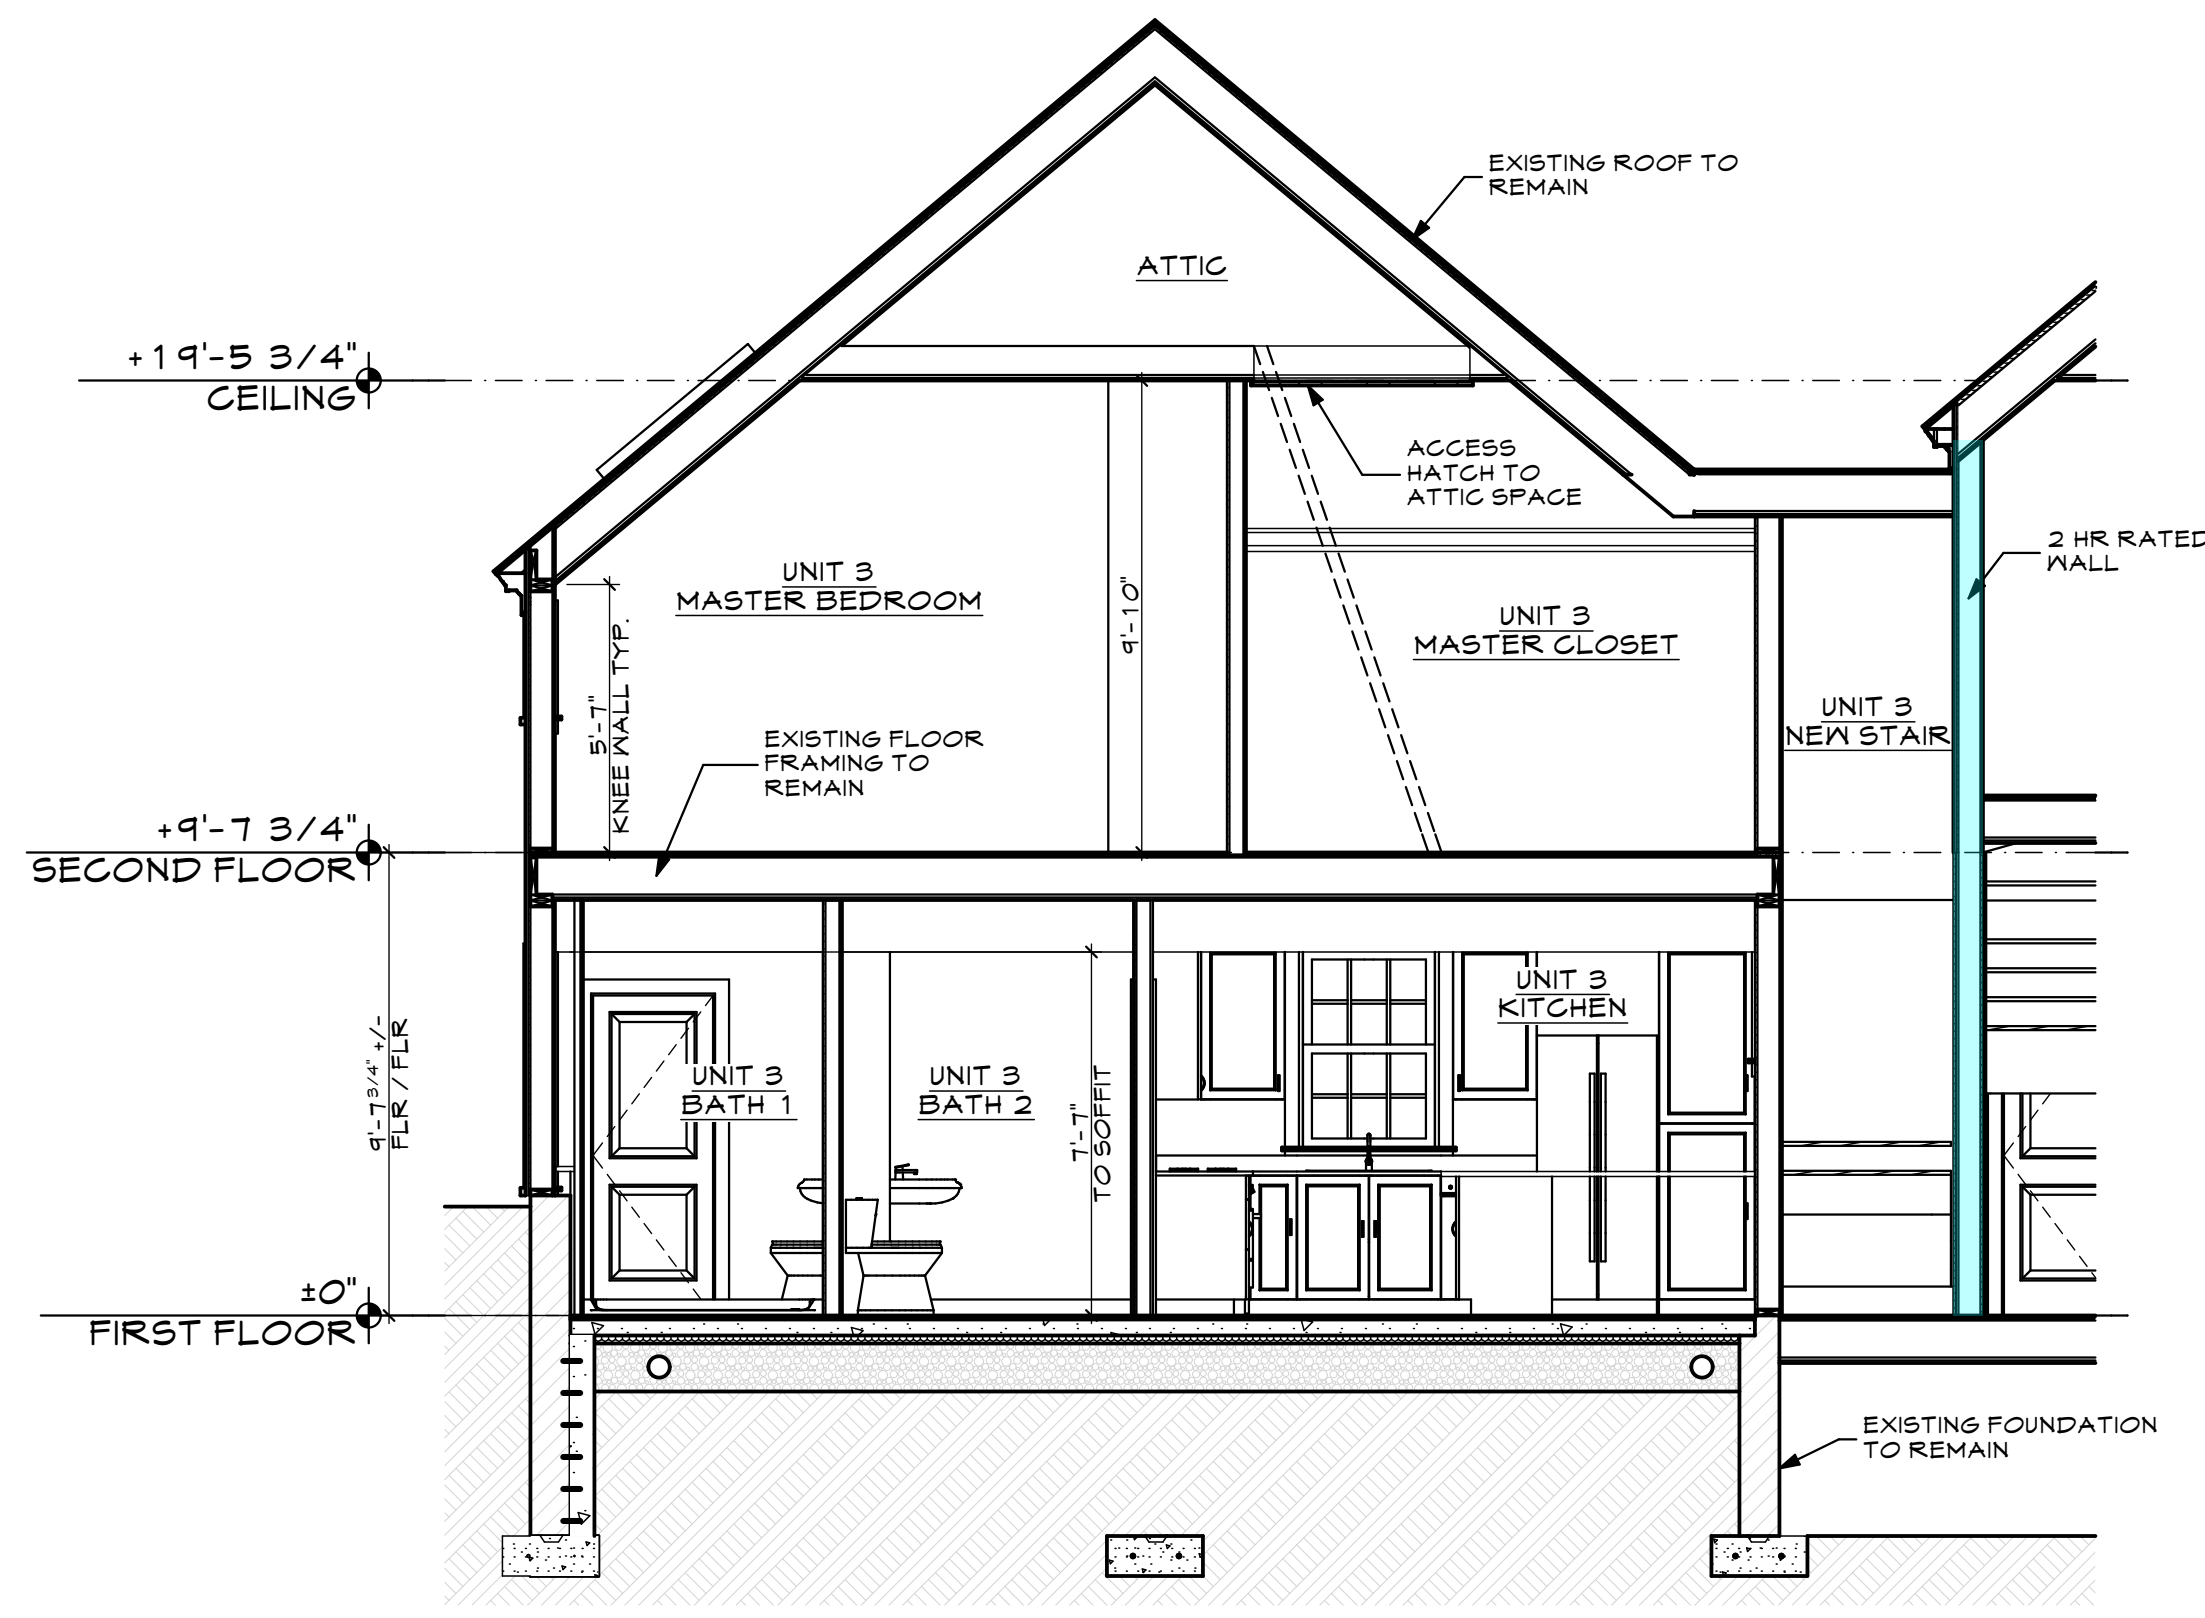 EXISTING ROOF TO
REMAIN
ATTIC
+19'-5 3/4"
CEILING
ACCESS
HATCH TO
ATTIC SPACE
2 HR RATED
WALL
UNIT 3
MASTER BEDROOM
9'-10"
UNIT 3
MASTER CLOSET
5'-7"
KNEE WALL TYP.
UNIT 3
NEW STAIR
EXISTING FLOOR
FRAMING TO
REMAIN
+9'-7 3/4"
SECOND FLOOR
UNIT 3
KITCHEN
9'-7 3/4" +/-
FLR / FLR
UNIT 3
BATH 1
UNIT 3
BATH 2
7'-7"
TO SOFFIT
±0"
FIRST FLOOR
EXISTING FOUNDATION
TO REMAIN